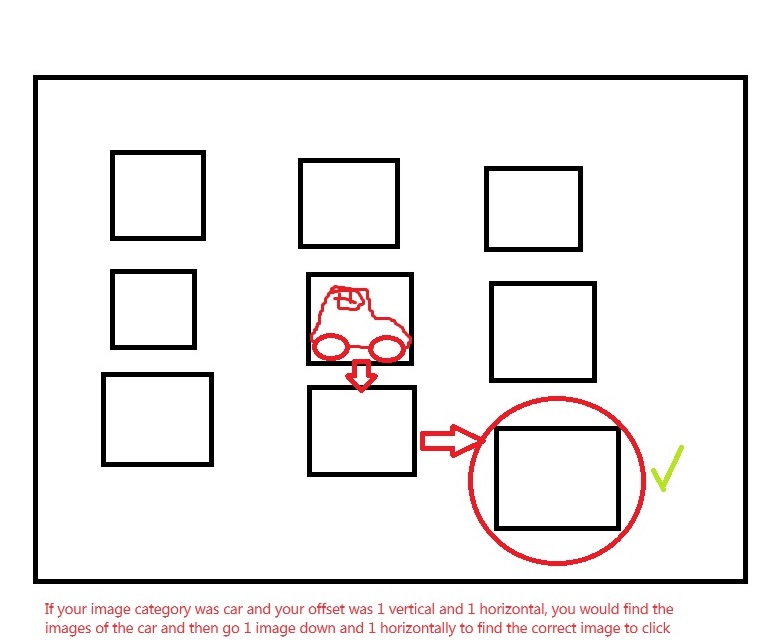 If your image category was car and your offset was 1 vertical and 1 horizontal, you would find the
images of the car and then go 1 image down and 1 horizontally to find the correct image to click